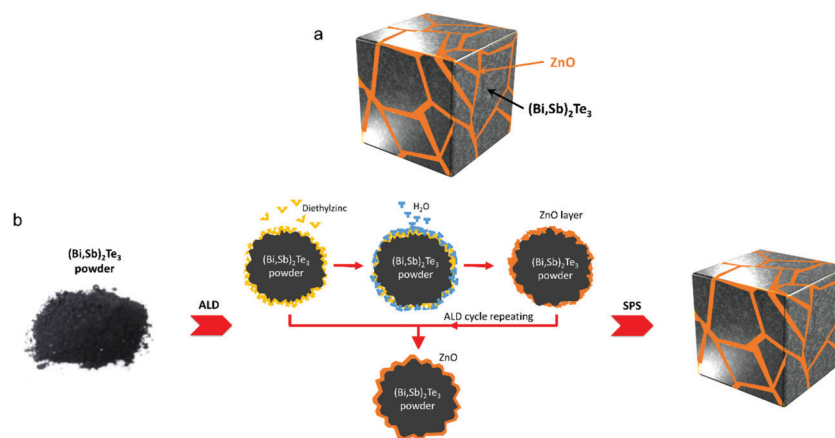 a
ZnO
(Bi,Sb)₂Te₃
b
Diethylzinc
H₂O
ZnO layer
(Bi,Sb)₂Te₃
powder
(Bi,Sb)₂Te₃
powder
(Bi,Sb)₂Te₃
powder
(Bi,Sb)₂Te₃
powder
ALD
SPS
ALD cycle repeating
ZnO
(Bi,Sb)₂Te₃
powder